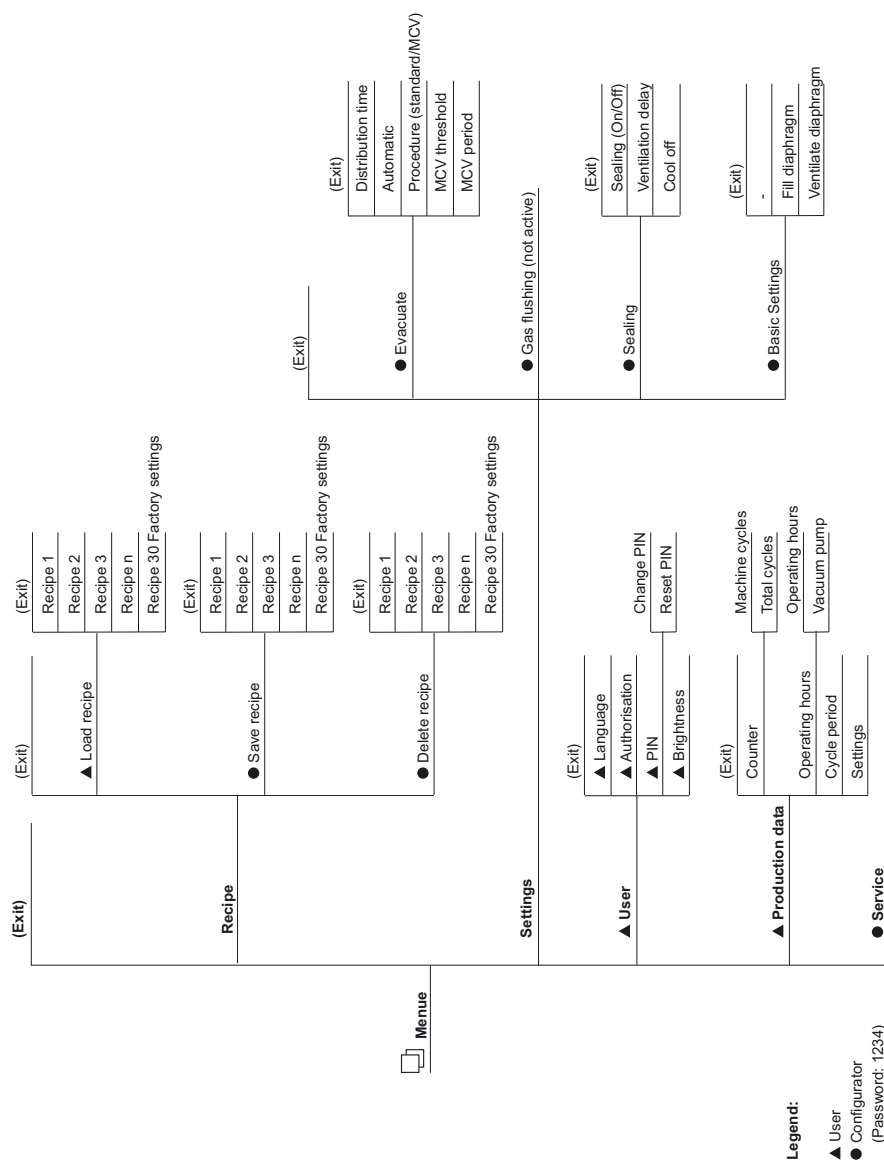 Menue
(Exit)
Recipe
(Exit)
▲ Load recipe
(Exit)
Recipe 1
Recipe 2
Recipe 3
Recipe n
Recipe 30 Factory settings
● Save recipe
(Exit)
Recipe 1
Recipe 2
Recipe 3
Recipe n
Recipe 30 Factory settings
● Delete recipe
(Exit)
Recipe 1
Recipe 2
Recipe 3
Recipe n
Recipe 30 Factory settings
Settings
(Exit)
● Evacuate
(Exit)
Distribution time
Automatic
Procedure (standard/MCV)
MCV threshold
MCV period
● Gas flushing (not active)
● Sealing
(Exit)
Sealing (On/Off)
Ventilation delay
Cool off
● Basic Settings
(Exit)
-
Fill diaphragm
Ventilate diaphragm
▲ User
(Exit)
▲ Language
▲ Authorisation
▲ PIN
Change PIN
Reset PIN
▲ Brightness
▲ Production data
(Exit)
Counter
Machine cycles
Total cycles
Operating hours
Operating hours
Vacuum pump
Cycle period
Settings
● Service
Legend:
▲ User
● Configurator
(Password: 1234)